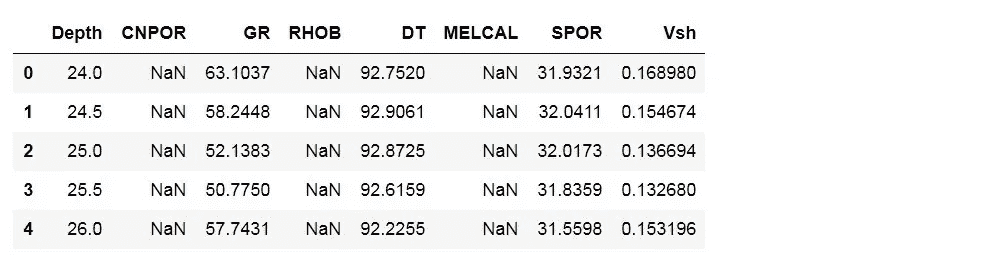 Depth CNPOR GR RHOB DT MELCAL SPOR Vsh
0 24.0 NaN 63.1037 NaN 92.7520 NaN 31.9321 0.168980
1 24.5 NaN 58.2448 NaN 92.9061 NaN 32.0411 0.154674
2 25.0 NaN 52.1383 NaN 92.8725 NaN 32.0173 0.136694
3 25.5 NaN 50.7750 NaN 92.6159 NaN 31.8359 0.132680
4 26.0 NaN 57.7431 NaN 92.2255 NaN 31.5598 0.153196